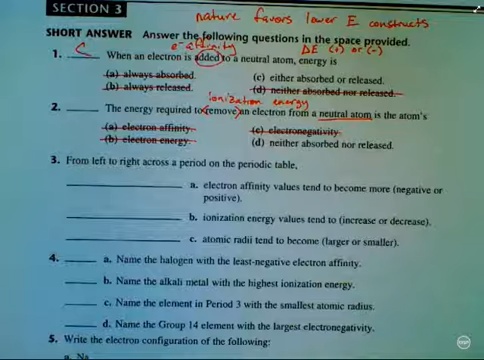 SECTION 3
nature favors lower E constructs
SHORT ANSWER Answer the following questions in the space provided.
e⁻ affinity ΔE (+) or (-)
1. C When an electron is added to a neutral atom, energy is
(a) always absorbed. (c) either absorbed or released.
(b) always released. (d) neither absorbed nor released.
ionization energy
2. The energy required to remove an electron from a neutral atom is the atom's
(a) electron affinity. (c) electronegativity.
(b) electron energy. (d) neither absorbed nor released.
3. From left to right across a period on the periodic table,
a. electron affinity values tend to become more (negative or
positive).
b. ionization energy values tend to (increase or decrease).
c. atomic radii tend to become (larger or smaller).
4. a. Name the halogen with the least-negative electron affinity.
b. Name the alkali metal with the highest ionization energy.
c. Name the element in Period 3 with the smallest atomic radius.
d. Name the Group 14 element with the largest electronegativity.
5. Write the electron configuration of the following:
a. Na